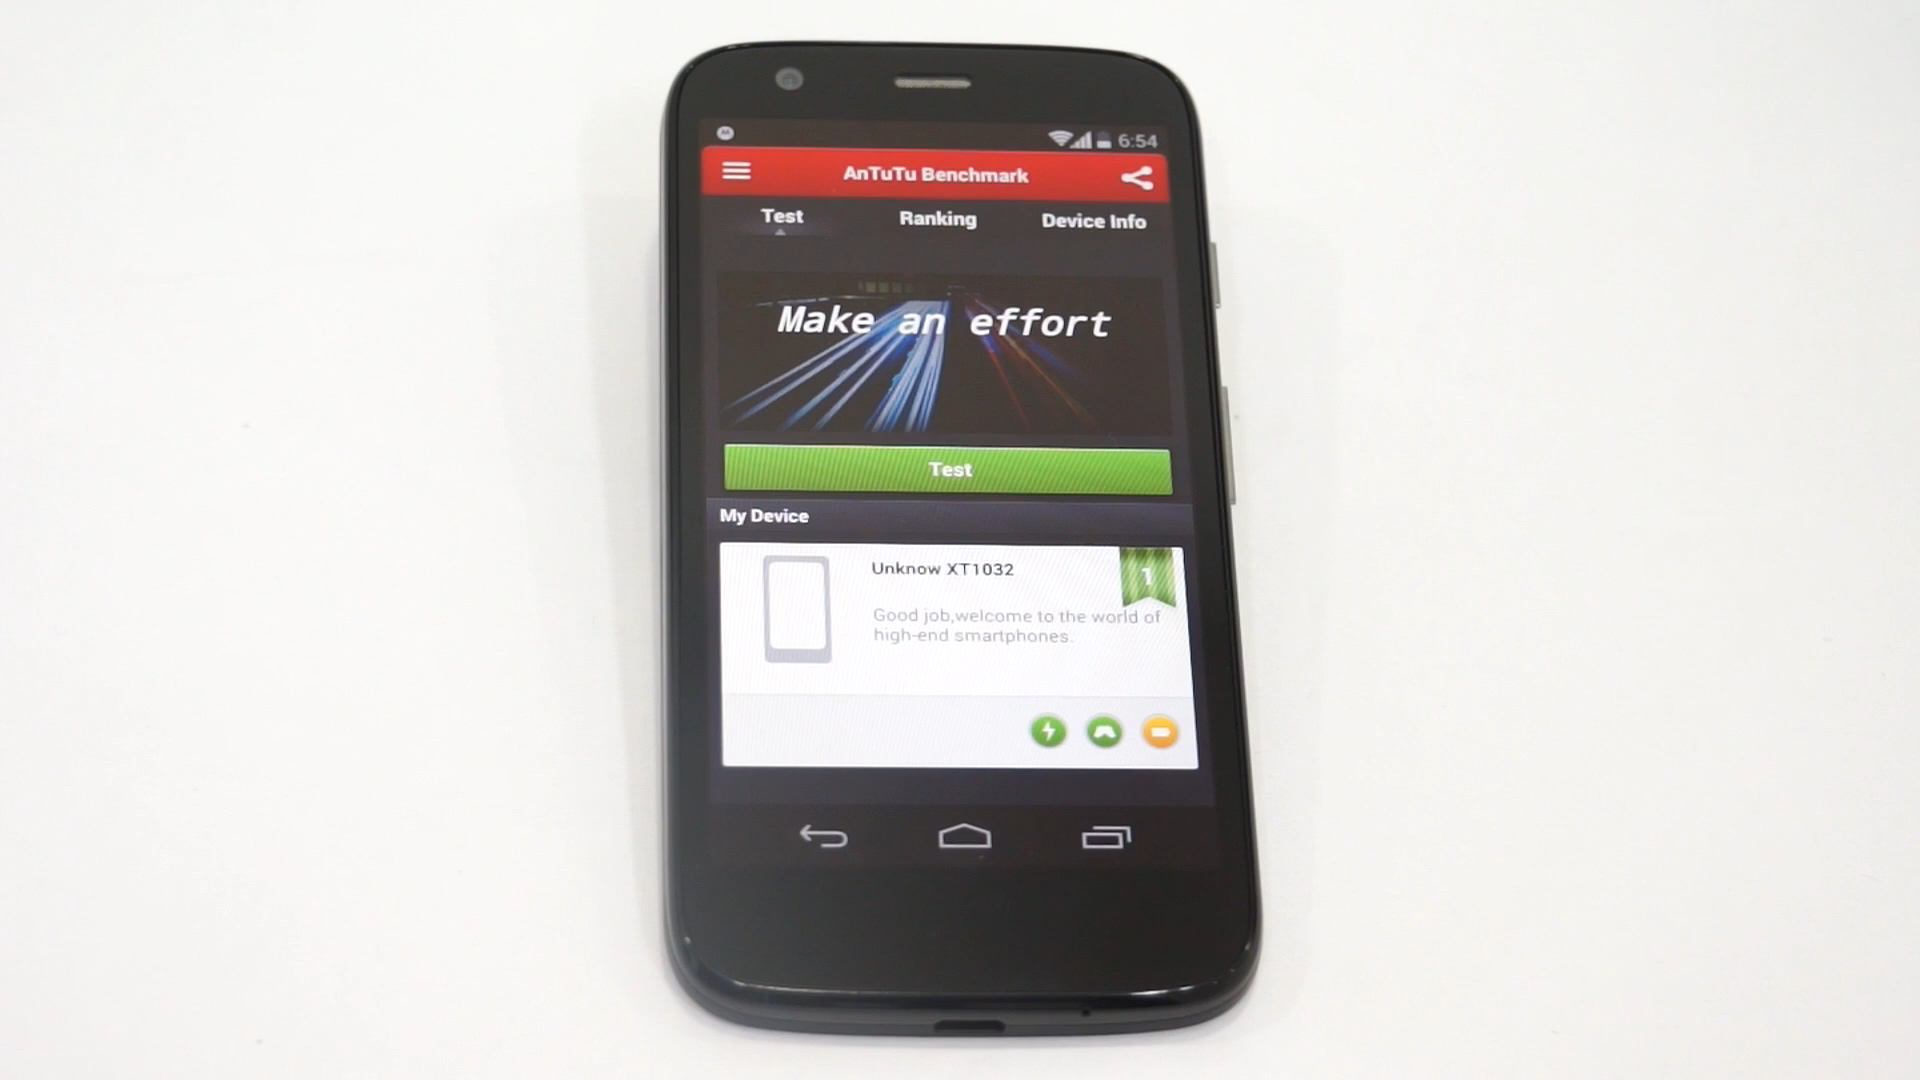 6:54
AnTuTu Benchmark
Test Ranking Device Info
Make an effort
Test
My Device
Unknow XT1032
1
Good job,welcome to the world of
high-end smartphones.